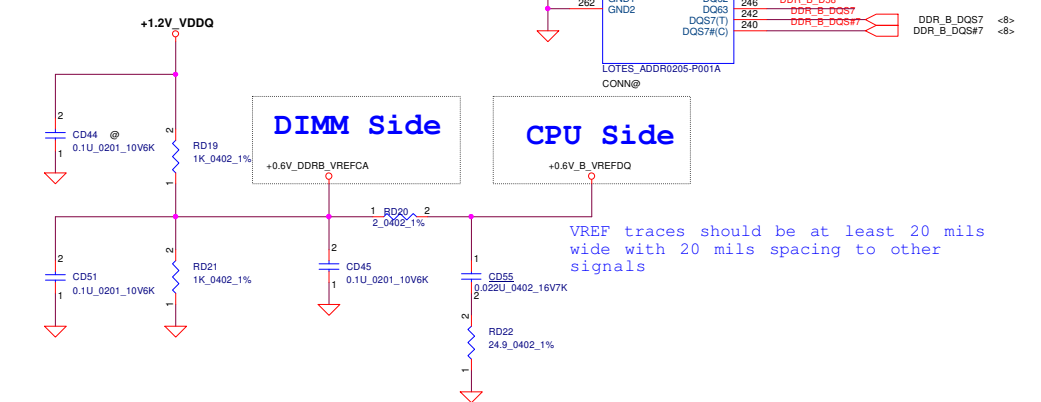 262
GND2
DQ63
246
DDR_B_DQS7
242
DQS7(T)
DDR_B_DQS7 <8>
DDR_B_DQS#7
240
DQS7#(C)
DDR_B_DQS#7 <8>
+1.2V_VDDQ
LOTES_ADDR0205-P001A
CONN@
DIMM Side
CPU Side
2
CD44 @
0.1U_0201_10V6K
1
2
RD19
1K_0402_1%
1
+0.6V_DDRB_VREFCA
+0.6V_B_VREFDQ
1 RD20 2
2_0402_1%
VREF traces should be at least 20 mils
wide with 20 mils spacing to other
signals
2
CD51
0.1U_0201_10V6K
1
2
RD21
1K_0402_1%
1
2
CD45
0.1U_0201_10V6K
1
1
CD55
0.022U_0402_16V7K
2
2
RD22
24.9_0402_1%
1